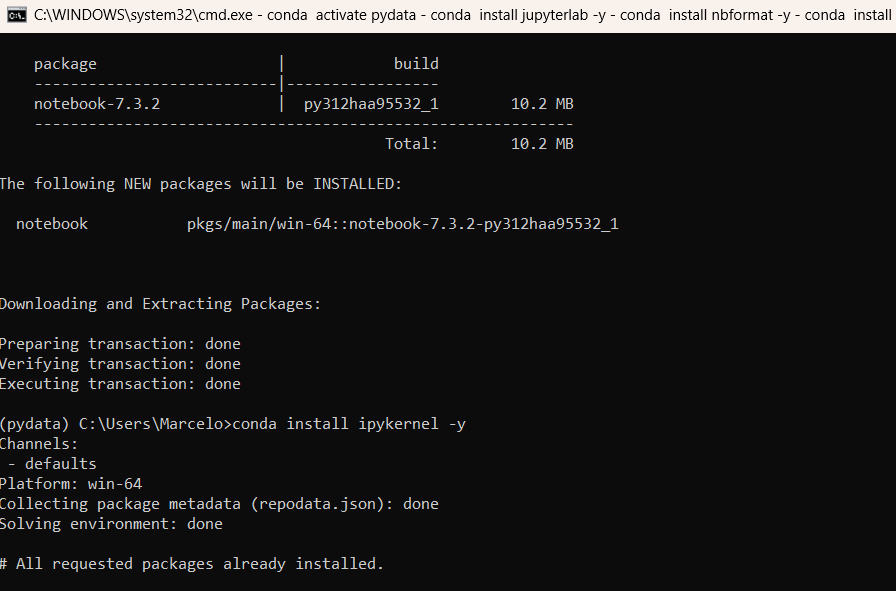 C:\WINDOWS\system32\cmd.exe - conda  activate pydata - conda  install jupyterlab -y - conda  install nbformat -y - conda  install
package                    |            build
---------------------------|-----------------
notebook-7.3.2             |  py312haa95532_1        10.2 MB
------------------------------------------------------------
Total:        10.2 MB
The following NEW packages will be INSTALLED:
notebook           pkgs/main/win-64::notebook-7.3.2-py312haa95532_1
Downloading and Extracting Packages:
Preparing transaction: done
Verifying transaction: done
Executing transaction: done
(pydata) C:\Users\Marcelo>conda install ipykernel -y
Channels:
- defaults
Platform: win-64
Collecting package metadata (repodata.json): done
Solving environment: done
# All requested packages already installed.